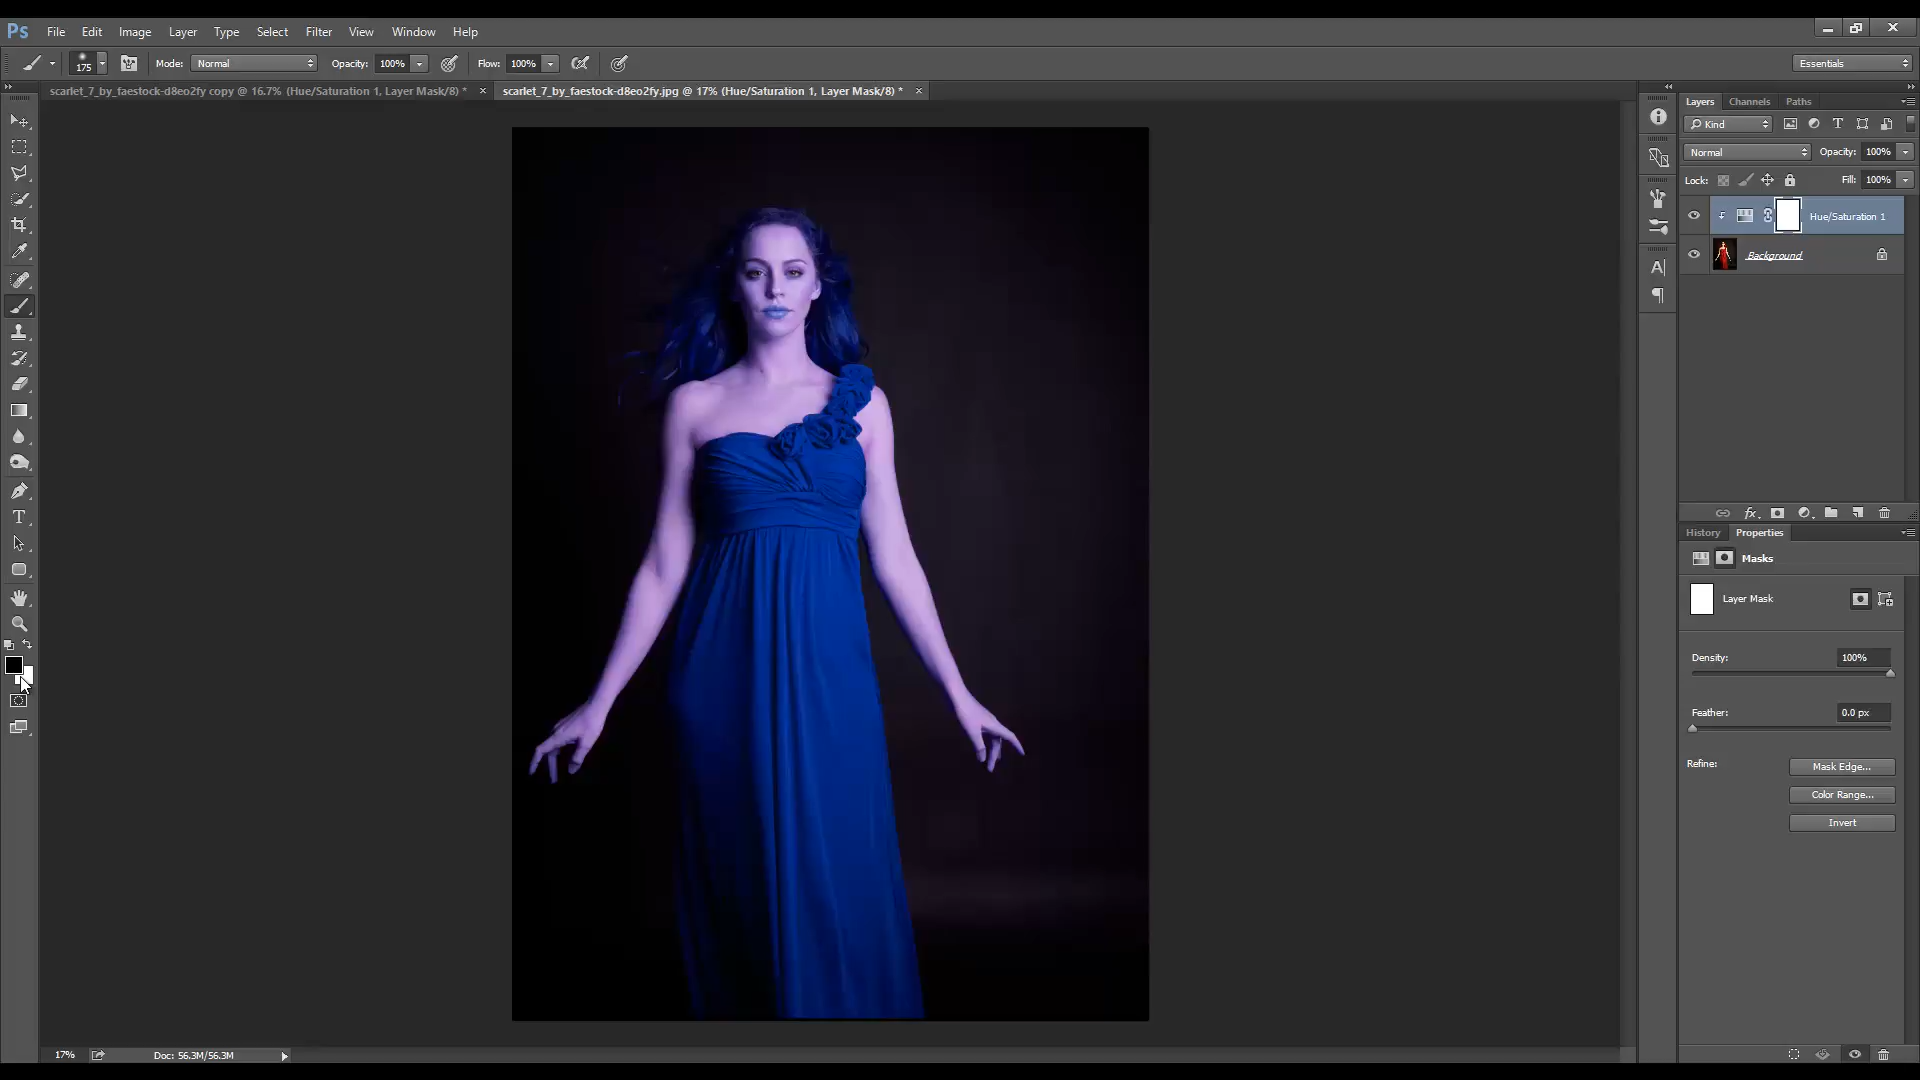 Ps File Edit Image Layer Type Select Filter 3D View Window Help
175 Mode: Normal Opacity: 100% Flow: 100% Essentials
scarlet_7_by_faestock-d8eo2fy copy @ 16.7% (Hue/Saturation 1, Layer Mask/8) * × scarlet_7_by_faestock-d8eo2fy.jpg @ 17% (Hue/Saturation 1, Layer Mask/8) * ×
Layers Channels Paths
Kind
Normal Opacity: 100%
Lock: Fill: 100%
Hue/Saturation 1
Background
fx
History Properties
Masks
Layer Mask
Density: 100%
Feather: 0.0 px
Refine: Mask Edge...
Color Range...
Invert
17% Doc: 56.3M/56.3M